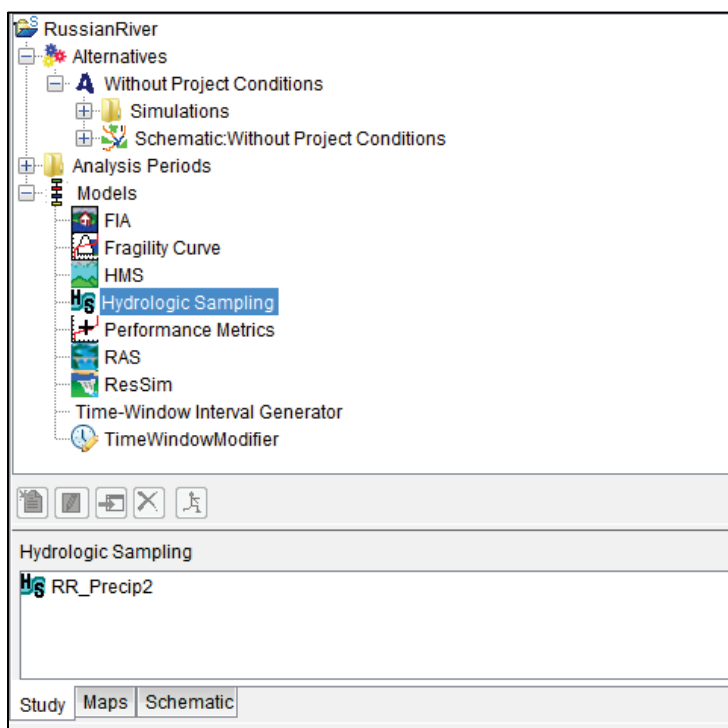 RussianRiver
Alternatives
Without Project Conditions
Simulations
Schematic:Without Project Conditions
Analysis Periods
Models
FIA
Fragility Curve
HMS
Hydrologic Sampling
Performance Metrics
RAS
ResSim
Time-Window Interval Generator
TimeWindowModifier
Hydrologic Sampling
RR_Precip2
Study Maps Schematic